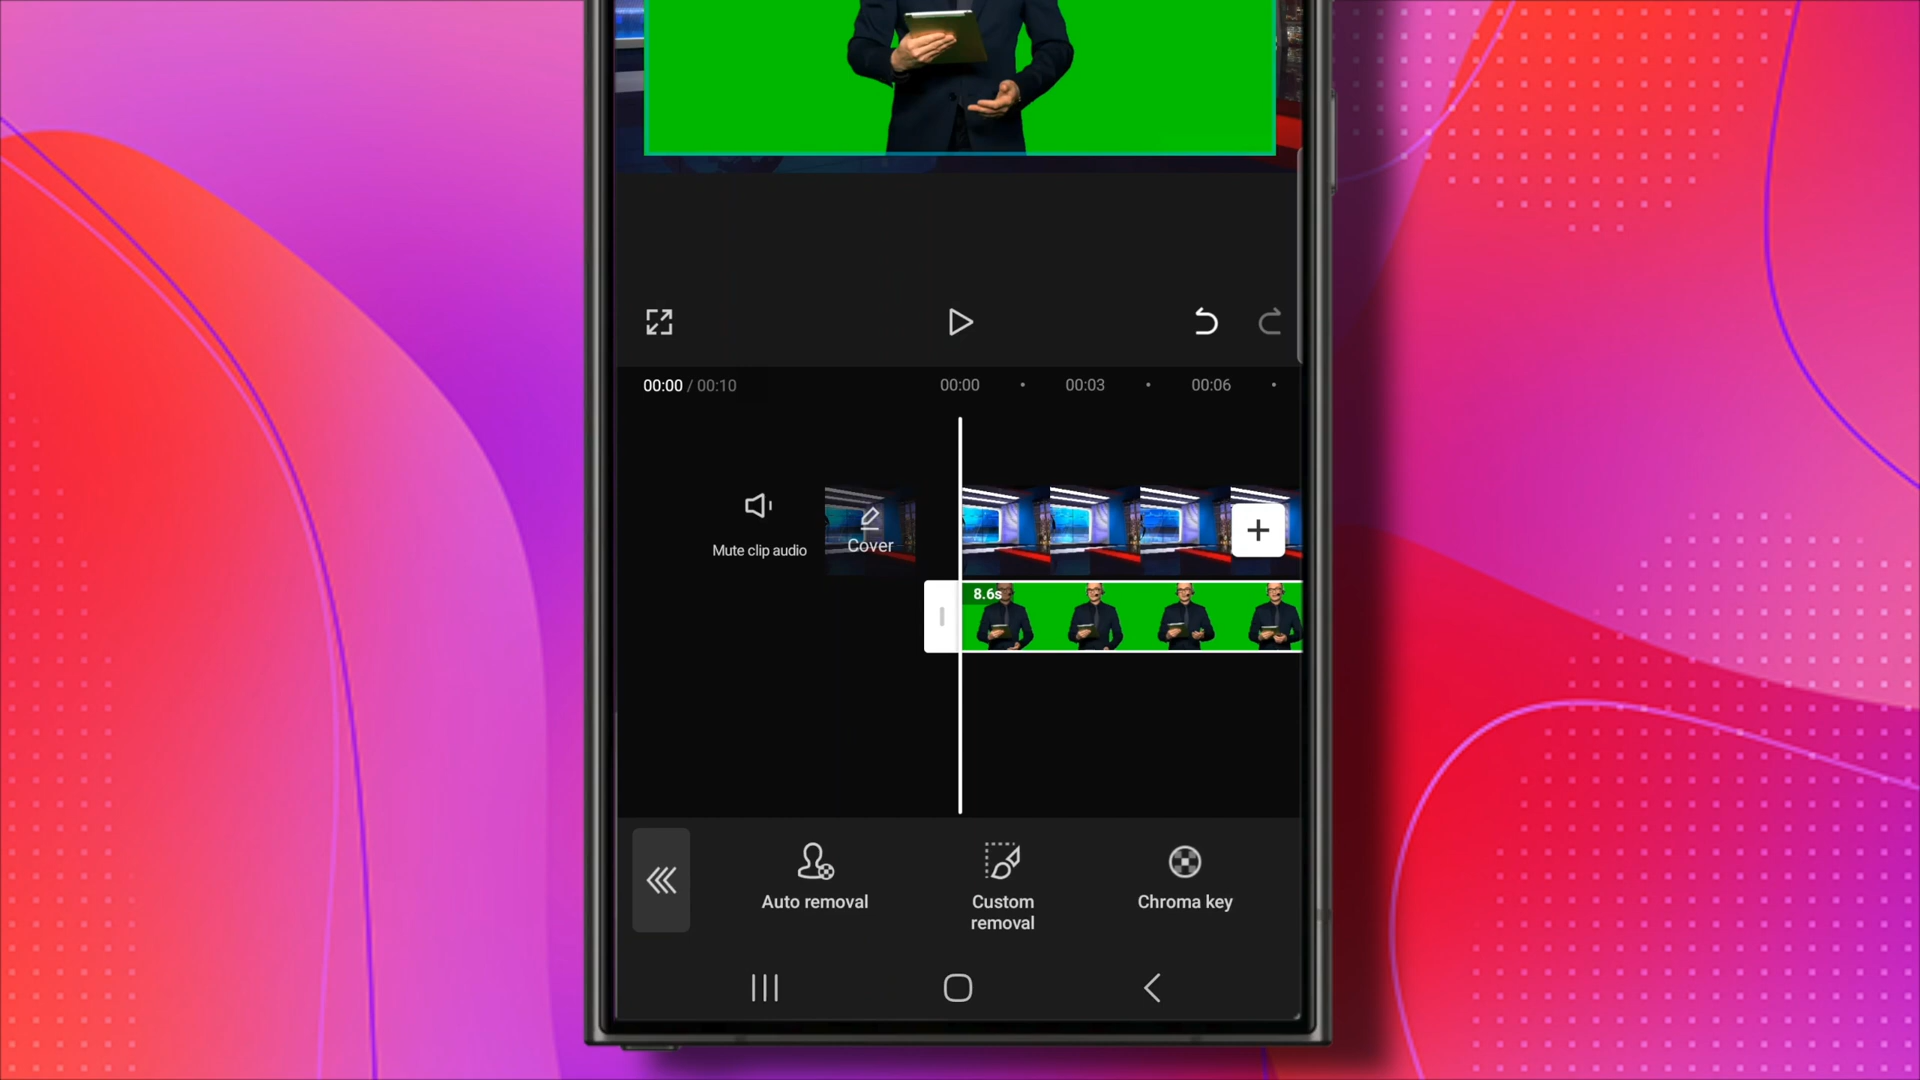 00:00 / 00:10
00:00
00:03
00:06
Mute clip audio
Cover
8.6s
Auto removal
Custom
removal
Chroma key